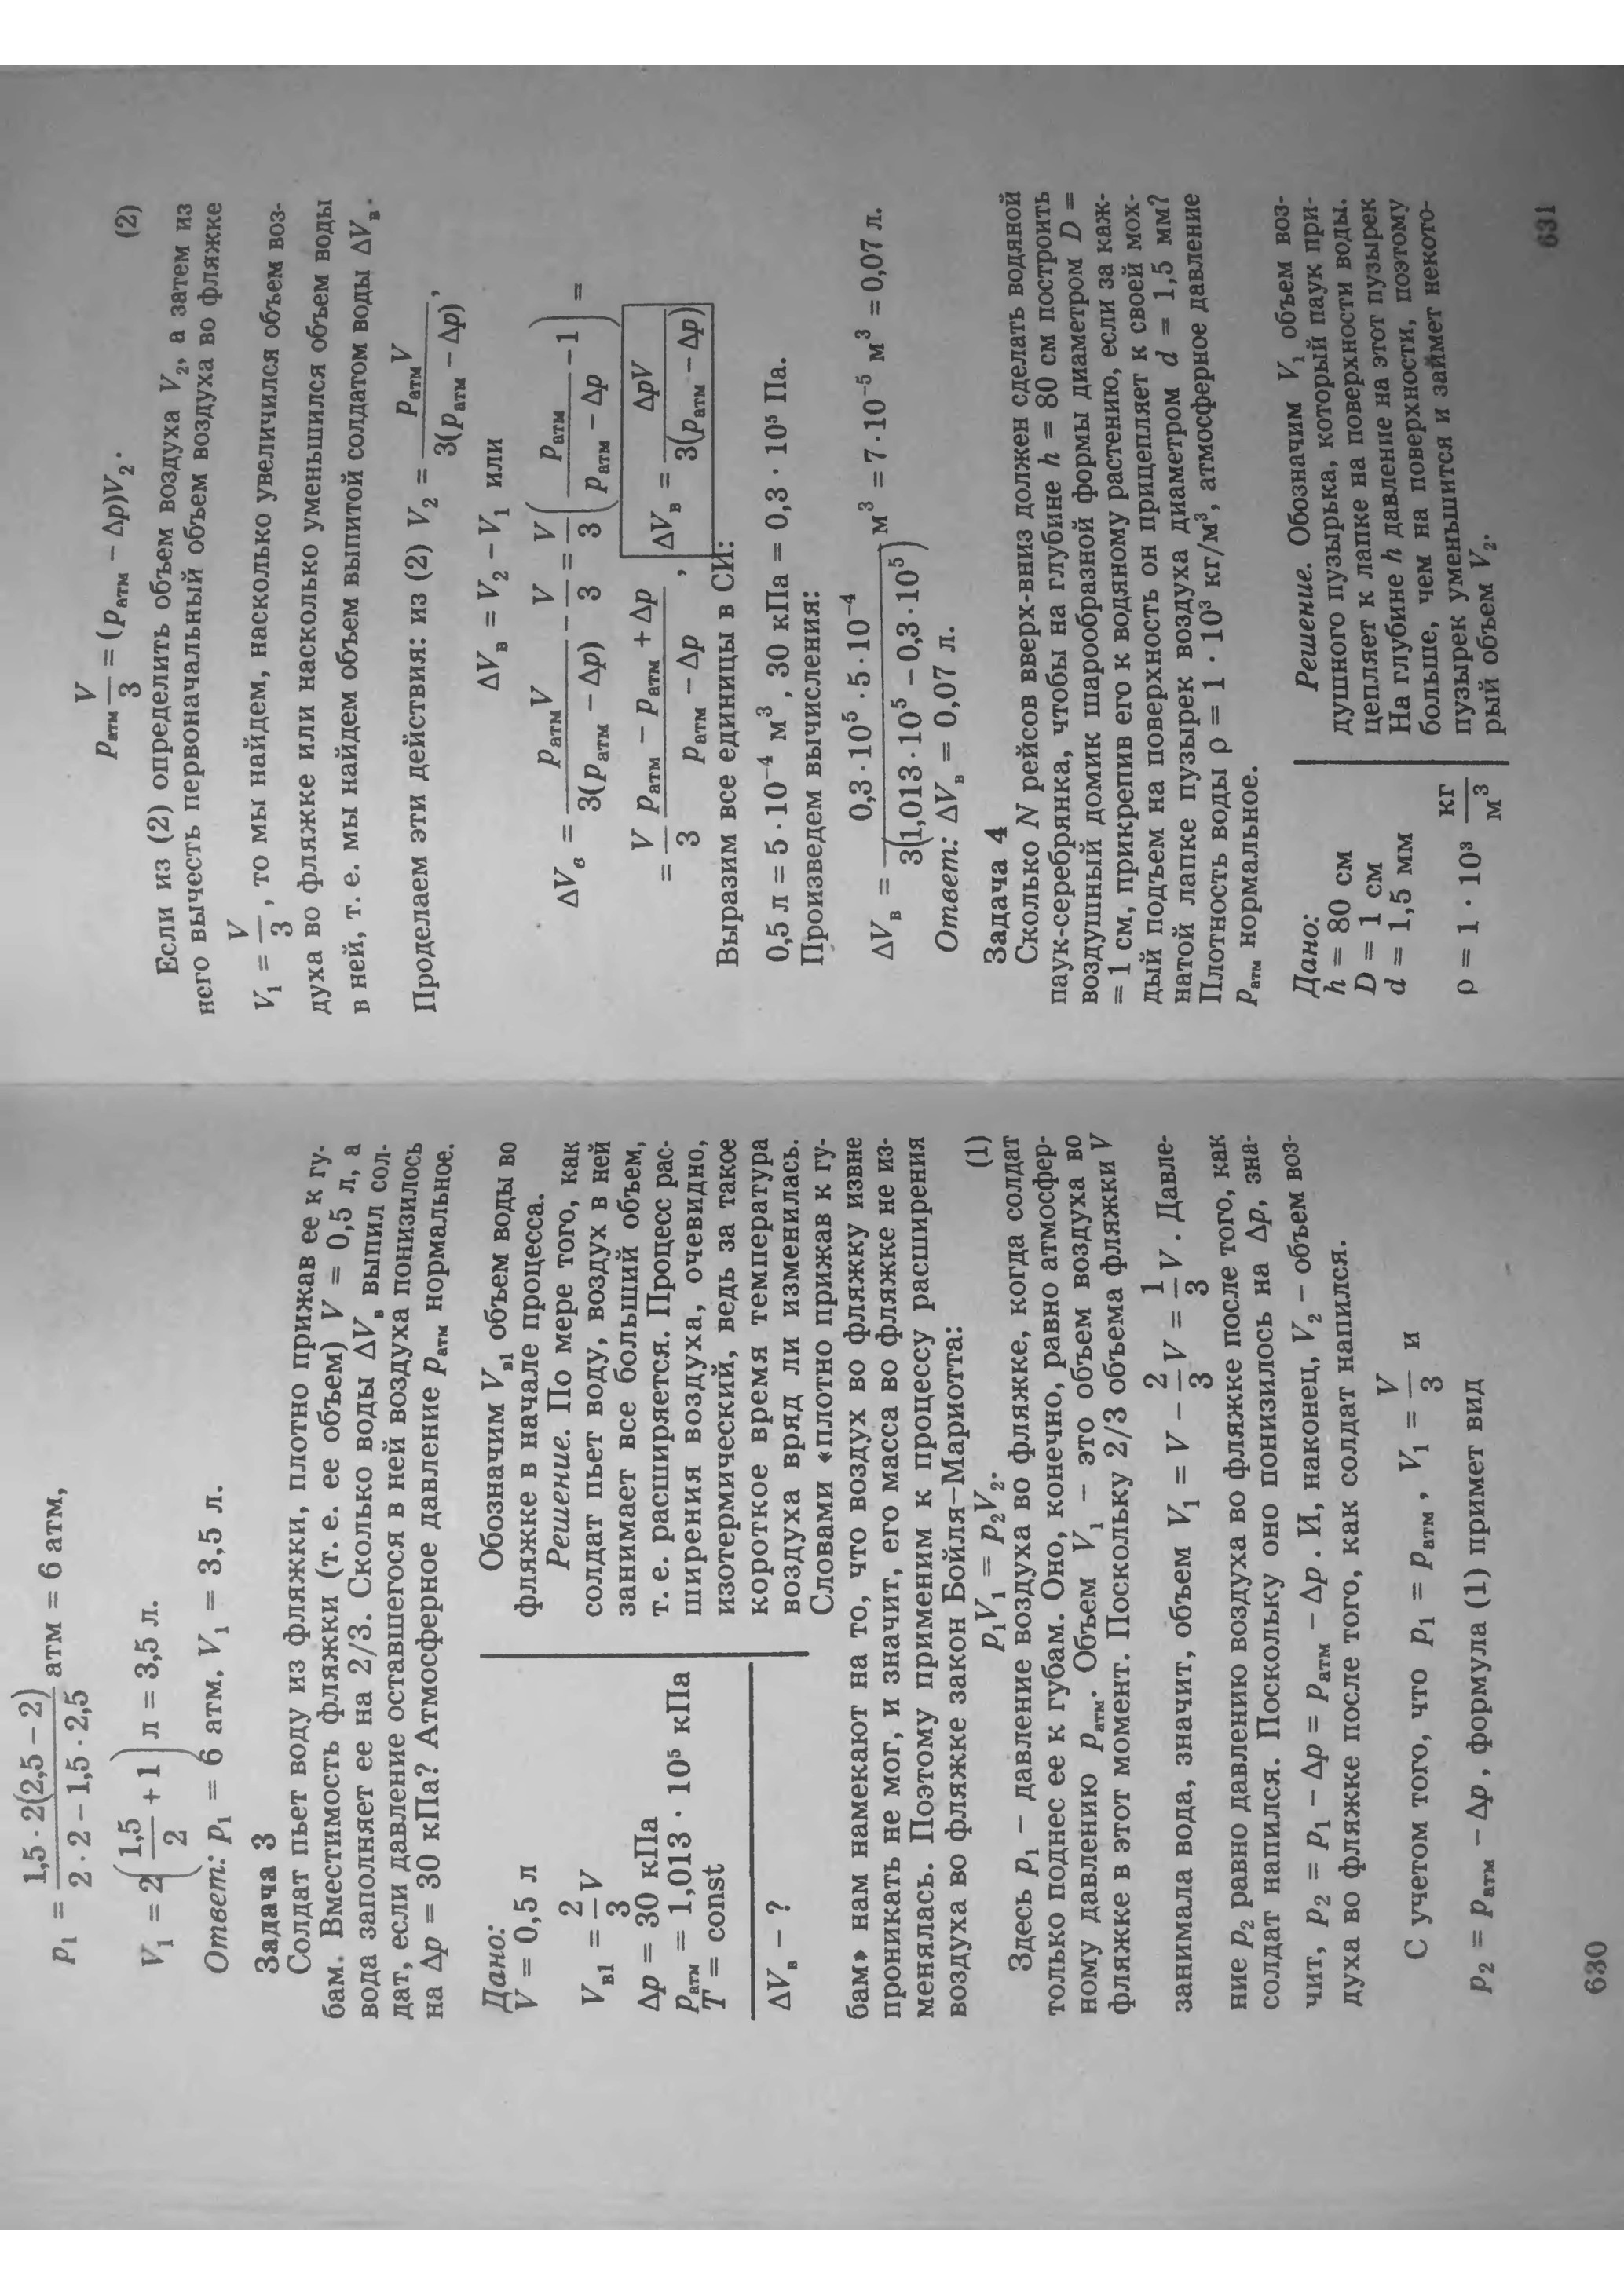 p₁ = 1,5 · 2(2,5 − 2) / 2 · 2 − 1,5 · 2,5 атм = 6 атм,
V₁ = 2(1,5/2 + 1) л = 3,5 л.
Ответ: p₁ = 6 атм. V₁ = 3,5 л.
Задача 3
Солдат пьет воду из фляжки, плотно прижав ее к гу-
бам. Вместимость фляжки (т. е. ее объем) V = 0,5 л, а
вода заполняет ее на 2/3. Сколько воды ΔVв выпил сол-
дат, если давление оставшегося в ней воздуха понизилось
на Δp = 30 кПа? Атмосферное давление pатм нормальное.
Дано:
V = 0,5 л
Vв1 = 2/3 V
Δp = 30 кПа
pатм = 1,013 · 10⁵ кПа
T = const
ΔVв − ?
Обозначим Vв1 объем воды во
фляжке в начале процесса.
Решение. По мере того, как
солдат пьет воду, воздух в ней
занимает все больший объем,
т. е. расширяется. Процесс рас-
ширения воздуха, очевидно,
изотермический, ведь за такое
короткое время температура
воздуха вряд ли изменилась.
Словами «плотно прижав к гу-
бам» нам намекают на то, что воздух во фляжку извне
проникать не мог, и значит, его масса во фляжке не из-
менялась. Поэтому применим к процессу расширения
воздуха во фляжке закон Бойля–Мариотта:
p₁V₁ = p₂V₂. (1)
Здесь p₁ – давление воздуха во фляжке, когда солдат
только поднес ее к губам. Оно, конечно, равно атмосфер-
ному давлению pатм. Объем V₁ – это объем воздуха во
фляжке в этот момент. Поскольку 2/3 объема фляжки V
занимала вода, значит, объем V₁ = V − 2/3 V = 1/3 V. Давле-
ние p₂ равно давлению воздуха во фляжке после того, как
солдат напился. Поскольку оно понизилось на Δp, зна-
чит, p₂ = p₁ − Δp = pатм − Δp. И, наконец, V₂ – объем воз-
духа во фляжке после того, как солдат напился.
С учетом того, что p₁ = pатм, V₁ = V/3 и
p₂ = pатм − Δp, формула (1) примет вид
630
pатм V/3 = (pатм − Δp)V₂. (2)
Если из (2) определить объем воздуха V₂, а затем из
него вычесть первоначальный объем воздуха во фляжке
V₁ = V/3, то мы найдем, насколько увеличился объем воз-
духа во фляжке или насколько уменьшился объем воды
в ней, т. е. мы найдем объем выпитой солдатом воды ΔVв.
Проделаем эти действия: из (2) V₂ = pатмV / 3(pатм − Δp),
ΔVв = V₂ − V₁ или
ΔVв = pатмV / 3(pатм − Δp) − V/3 = V/3 (pатм / pатм − Δp − 1) =
= V/3 pатм − pатм + Δp / pатм − Δp, ΔVв = ΔpV / 3(pатм − Δp)
Выразим все единицы в СИ:
0,5 л = 5 · 10⁻⁴ м³, 30 кПа = 0,3 · 10⁵ Па.
Произведем вычисления:
ΔVв = 0,3 · 10⁵ · 5 · 10⁻⁴ / 3(1,013 · 10⁵ − 0,3 · 10⁵) м³ = 7 · 10⁻⁵ м³ = 0,07 л.
Ответ: ΔVв = 0,07 л.
Задача 4
Сколько N рейсов вверх-вниз должен сделать водяной
паук-серебрянка, чтобы на глубине h = 80 см построить
воздушный домик шарообразной формы диаметром D =
= 1 см, прикрепив его к водяному растению, если за каж-
дый подъем на поверхность он прицепляет к своей мох-
натой лапке пузырек воздуха диаметром d = 1,5 мм?
Плотность воды ρ = 1 · 10³ кг/м³, атмосферное давление
pатм нормальное.
Дано:
h = 80 см
D = 1 см
d = 1,5 мм
ρ = 1 · 10³ кг/м³
Решение. Обозначим V₁ объем воз-
душного пузырька, который паук при-
цепляет к лапке на поверхности воды.
На глубине h давление на этот пузырек
больше, чем на поверхности, поэтому
пузырек уменьшится и займет некото-
рый объем V₂.
631